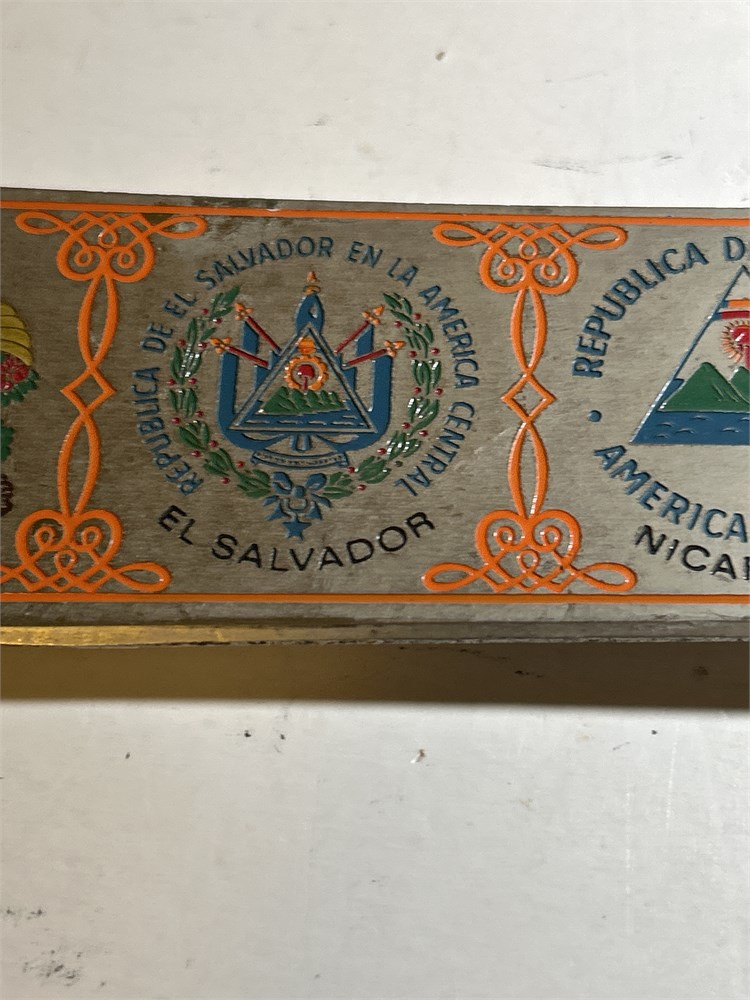 REPUBLICA DE EL SALVADOR EN LA AMERICA CENTRAL
EL SALVADOR
REPUBLICA D
AMERICA
NICA